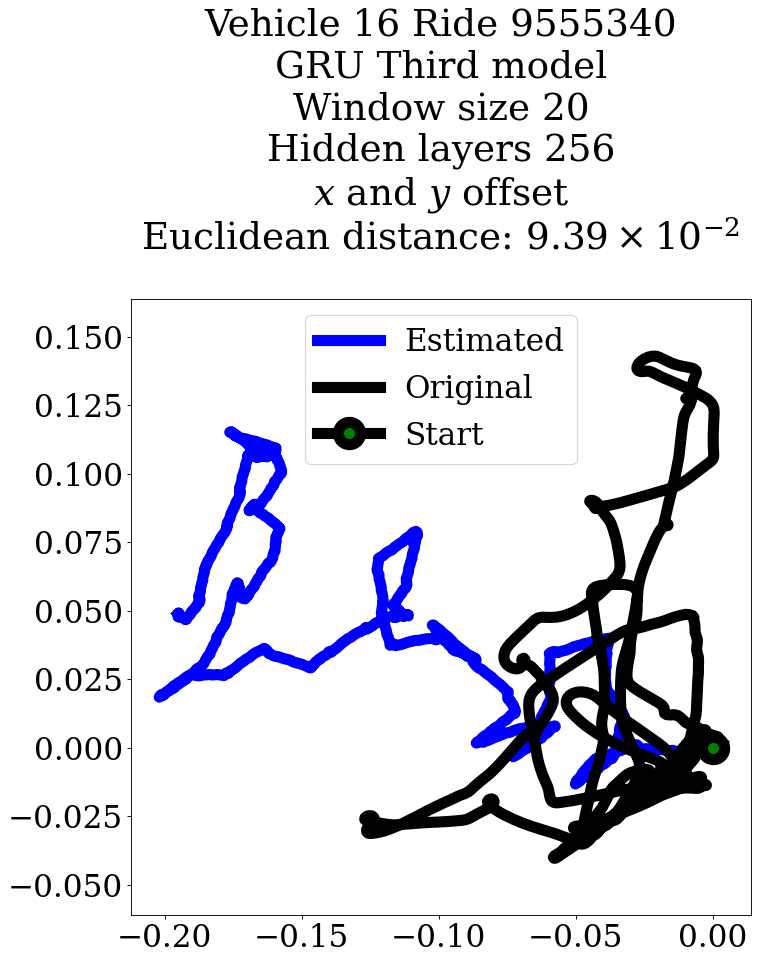 Vehicle 16 Ride 9555340
GRU Third model
Window size 20
Hidden layers 256
x and y offset
Euclidean distance: 9.39 × 10⁻²
Estimated
Original
Start
0.150
0.125
0.100
0.075
0.050
0.025
0.000
−0.025
−0.050
−0.20 −0.15 −0.10 −0.05 0.00